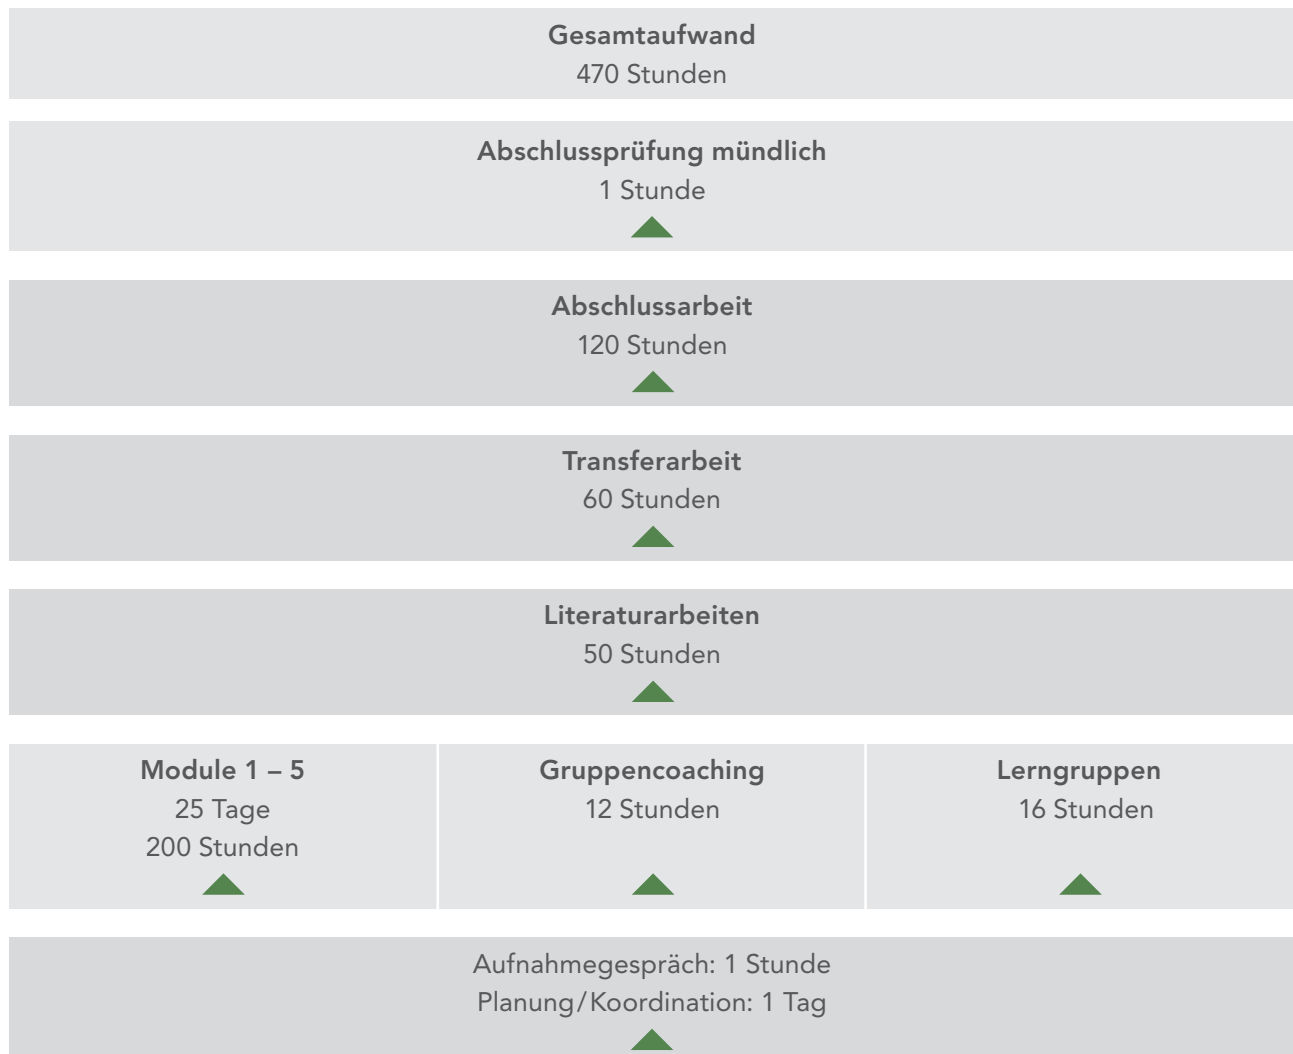 Gesamtaufwand
470 Stunden
Abschlussprüfung mündlich
1 Stunde
Abschlussarbeit
120 Stunden
Transferarbeit
60 Stunden
Literaturarbeiten
50 Stunden
Module 1 – 5
25 Tage
200 Stunden
Gruppencoaching
12 Stunden
Lerngruppen
16 Stunden
Aufnahmegespräch: 1 Stunde
Planung/Koordination: 1 Tag